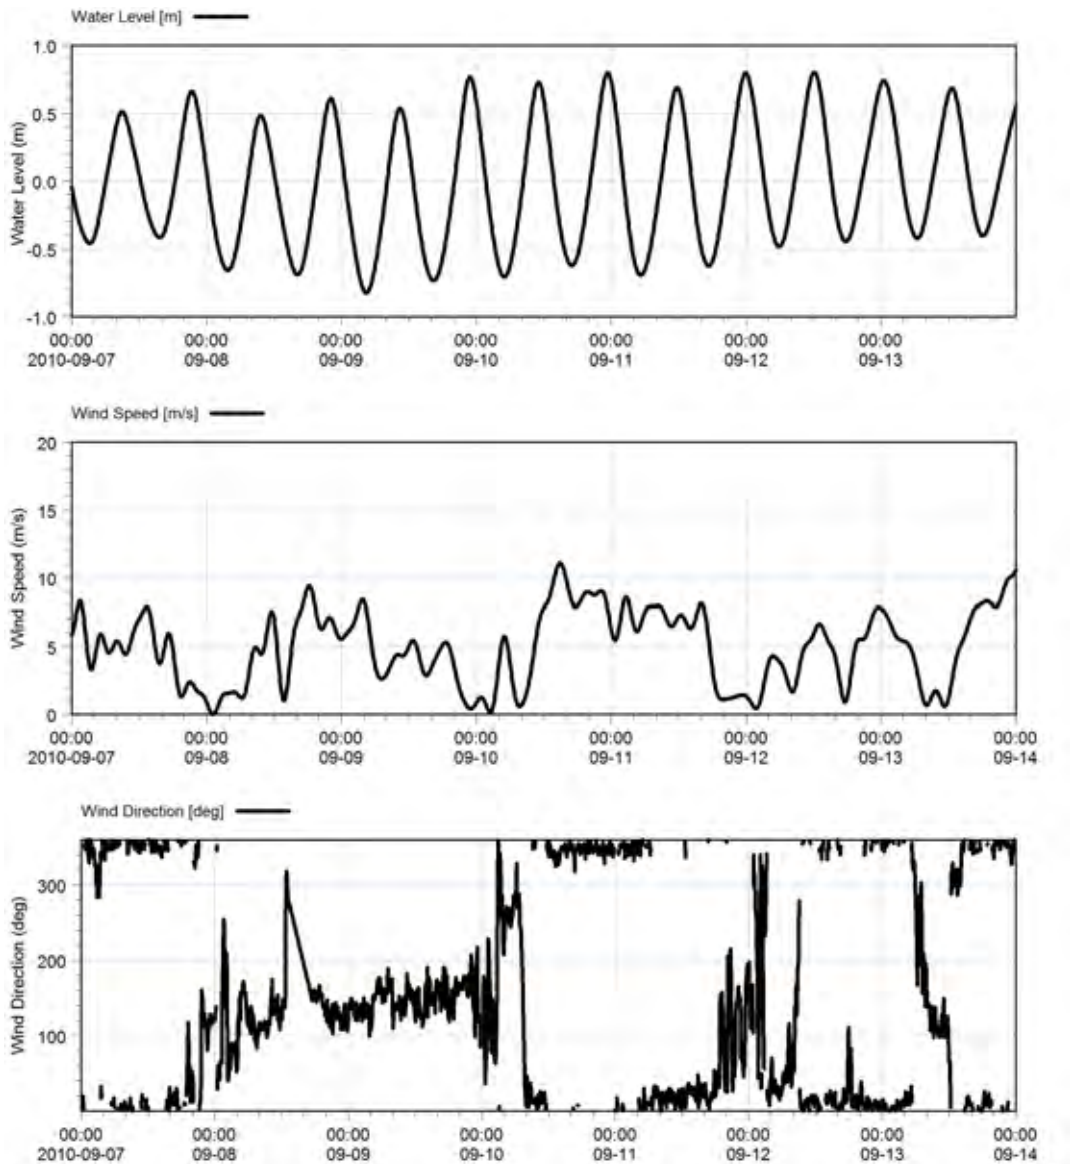 Water Level [m]
Water Level (m)
1.0
0.5
0.0
-0.5
-1.0
00:00 00:00 00:00 00:00 00:00 00:00 00:00
2010-09-07 09-08 09-09 09-10 09-11 09-12 09-13
Wind Speed [m/s]
Wind Speed (m/s)
20
15
10
5
0
00:00 00:00 00:00 00:00 00:00 00:00 00:00 00:00
2010-09-07 09-08 09-09 09-10 09-11 09-12 09-13 09-14
Wind Direction [deg]
Wind Direction (deg)
300
200
100
00:00 00:00 00:00 00:00 00:00 00:00 00:00 00:00
2010-09-07 09-08 09-09 09-10 09-11 09-12 09-13 09-14